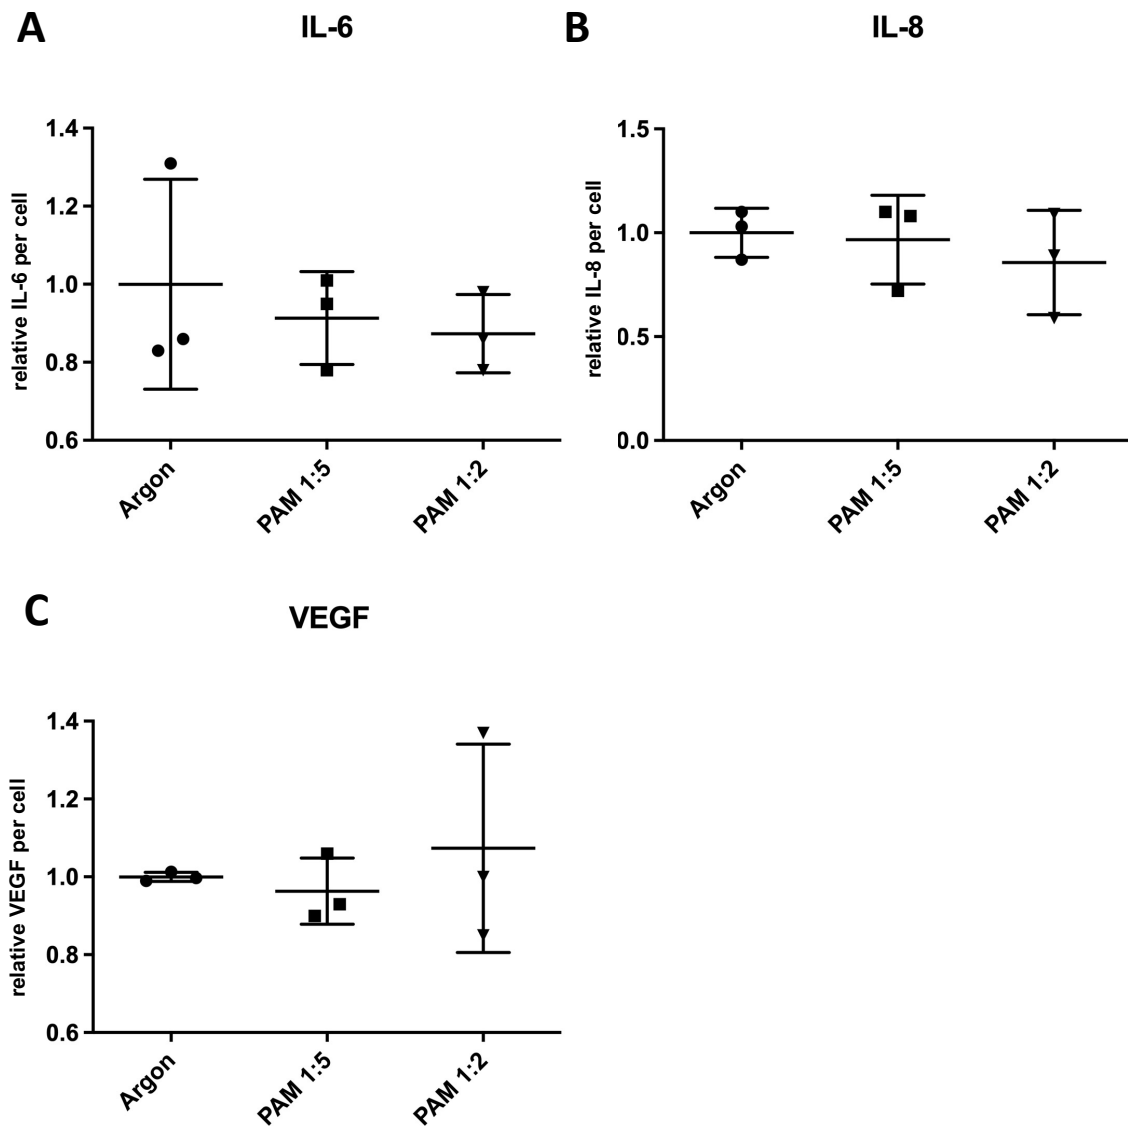 A
IL-6
relative IL-6 per cell
1.4
1.2
1.0
0.8
0.6
Argon
PAM 1:5
PAM 1:2
B
IL-8
relative IL-8 per cell
1.5
1.0
0.5
0.0
Argon
PAM 1:5
PAM 1:2
C
VEGF
relative VEGF per cell
1.4
1.2
1.0
0.8
0.6
Argon
PAM 1:5
PAM 1:2